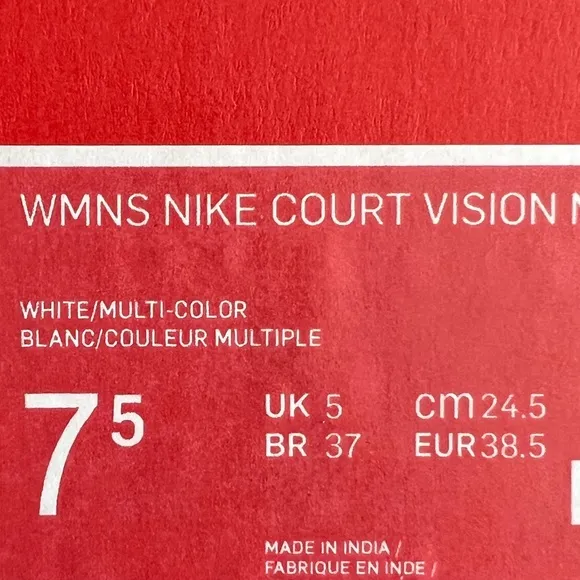 WMNS NIKE COURT VISION
WHITE/MULTI-COLOR
BLANC/COULEUR MULTIPLE
7 5
UK 5 cm 24.5
BR 37 EUR 38.5
MADE IN INDIA /
FABRIQUE EN INDE /